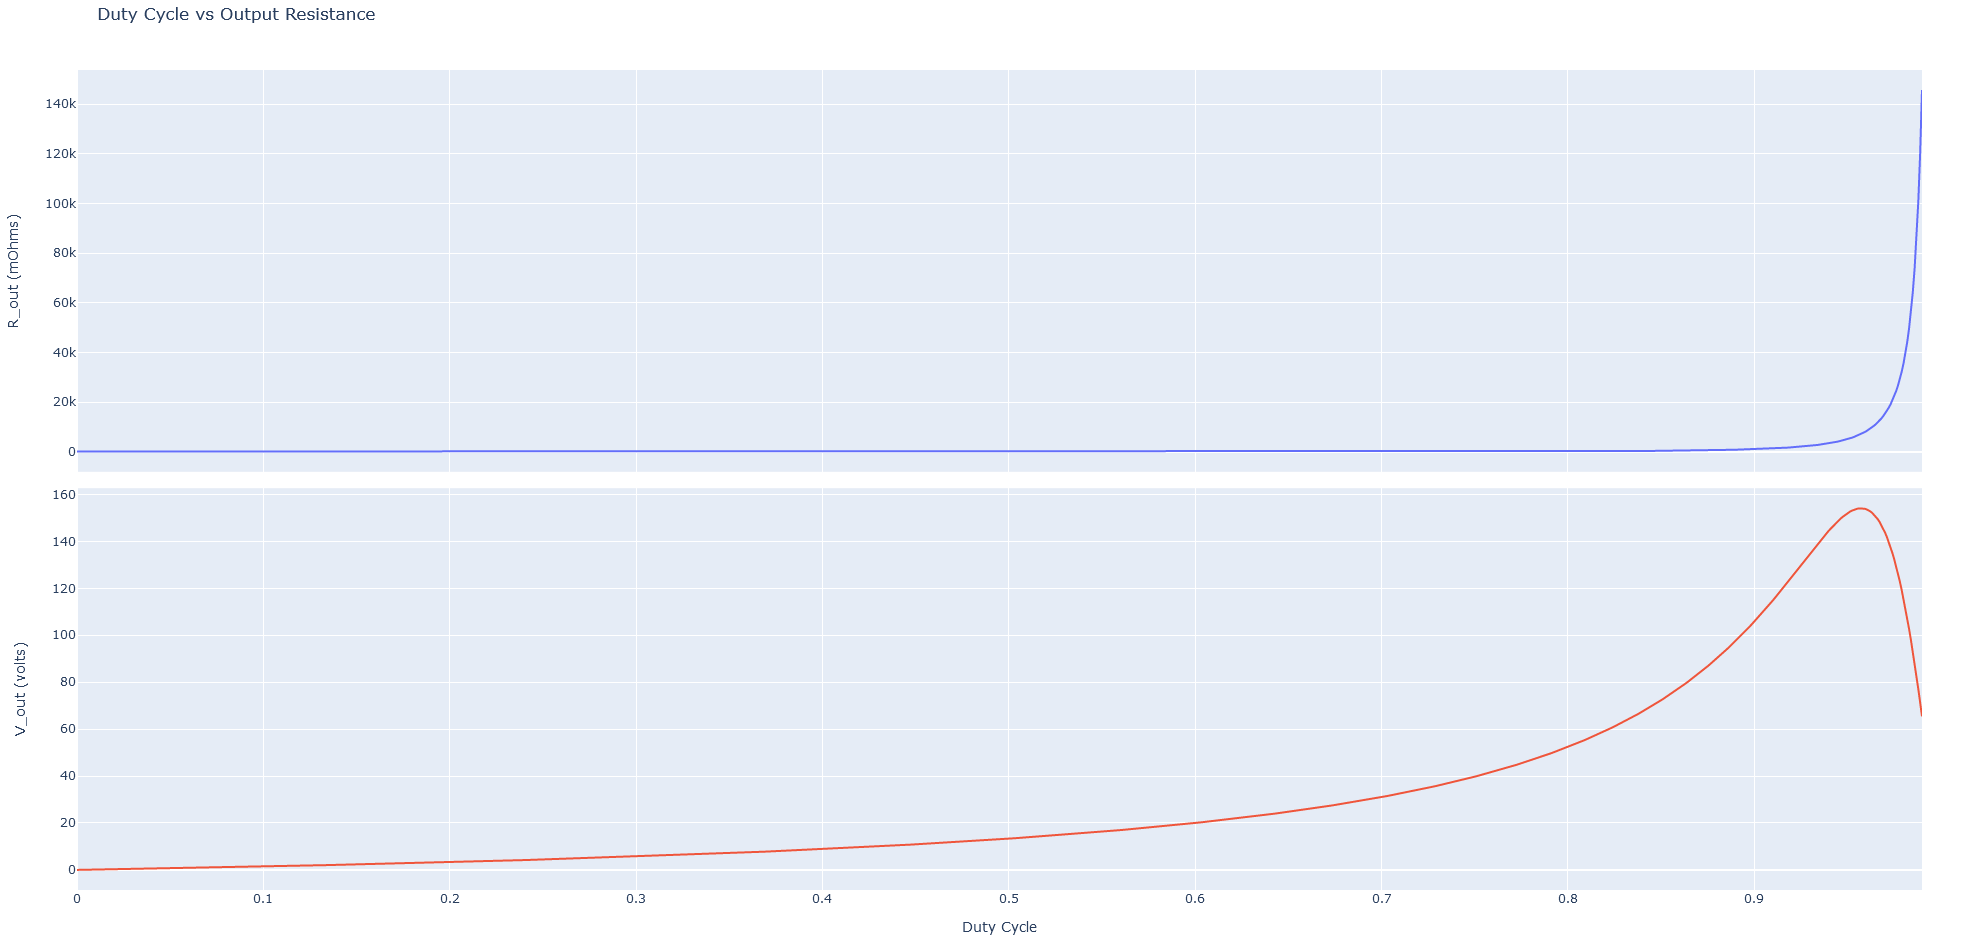 Duty Cycle vs Output Resistance
R_out (mOhms)
140k
120k
100k
80k
60k
40k
20k
0
V_out (volts)
160
140
120
100
80
60
40
20
0
0 0.1 0.2 0.3 0.4 0.5 0.6 0.7 0.8 0.9
Duty Cycle